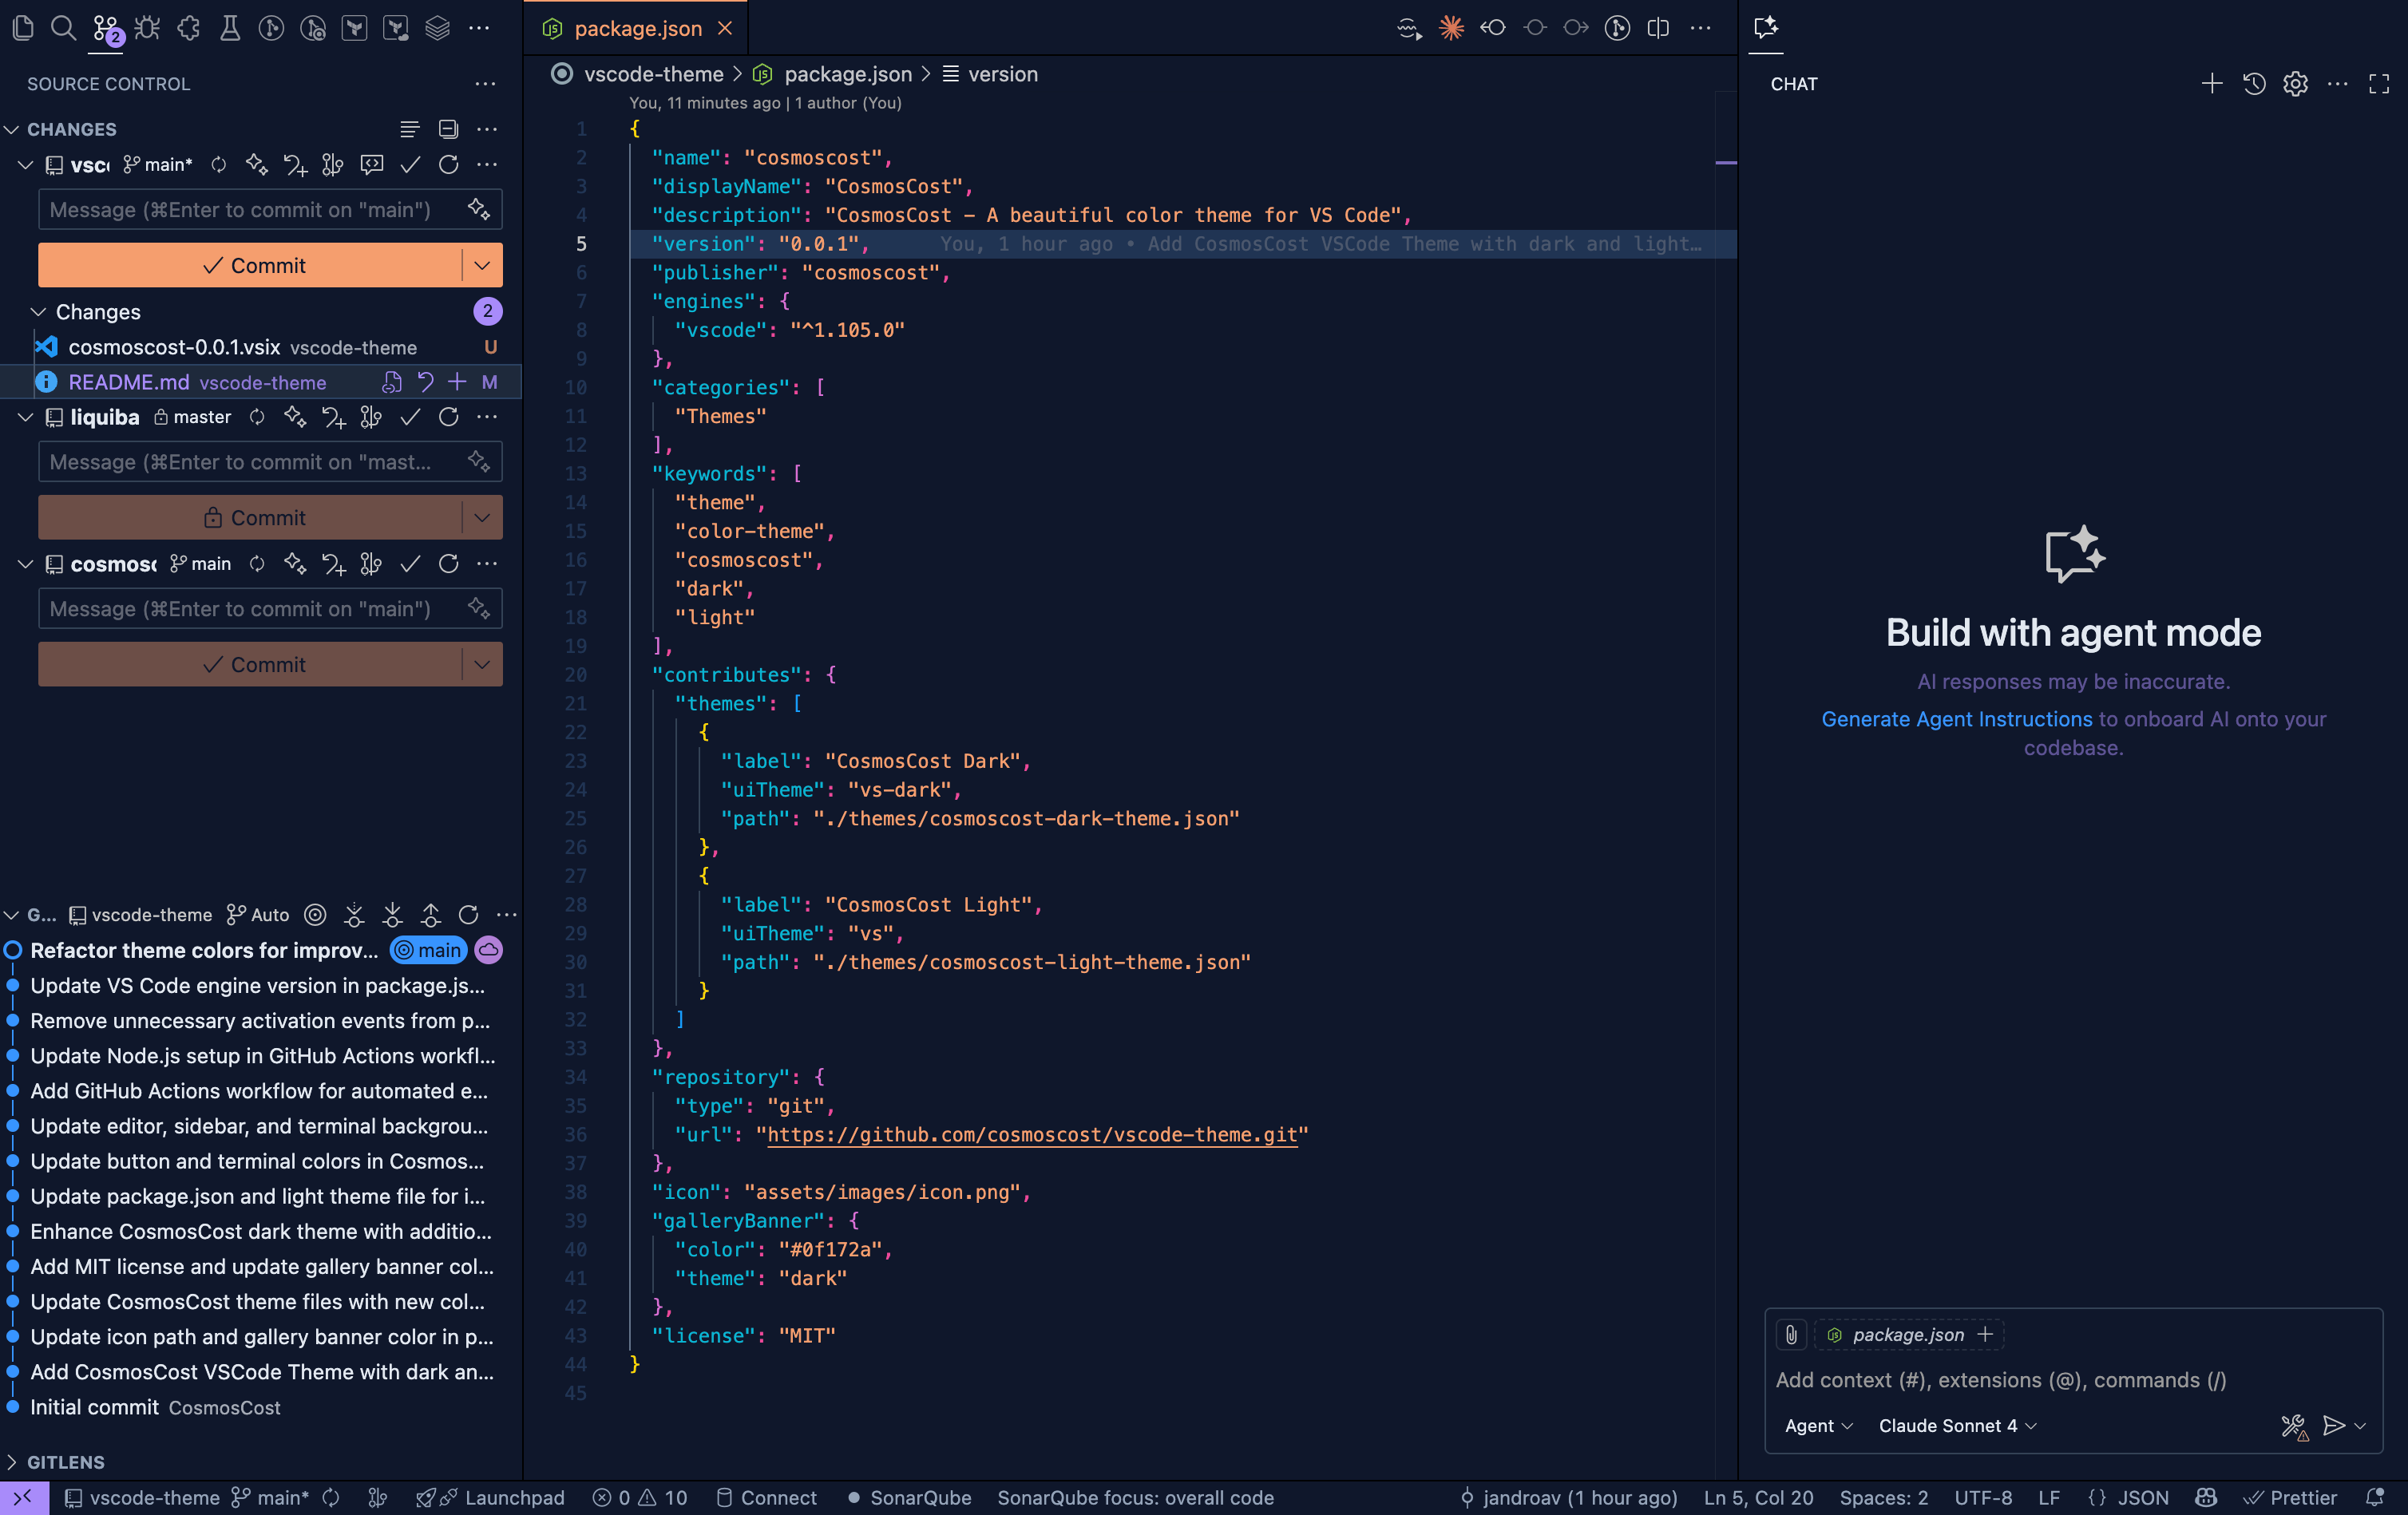 2
SOURCE CONTROL
CHANGES
vsc main*
Message (⌘Enter to commit on "main")
Commit
Changes 2
cosmoscost-0.0.1.vsix vscode-theme U
README.md vscode-theme M
liquiba master
Message (⌘Enter to commit on "mast...
Commit
cosmos main
Message (⌘Enter to commit on "main")
Commit
G... vscode-theme Auto
Refactor theme colors for improv... main
Update VS Code engine version in package.js...
Remove unnecessary activation events from p...
Update Node.js setup in GitHub Actions workfl...
Add GitHub Actions workflow for automated e...
Update editor, sidebar, and terminal backgrou...
Update button and terminal colors in Cosmos...
Update package.json and light theme file for i...
Enhance CosmosCost dark theme with additio...
Add MIT license and update gallery banner col...
Update CosmosCost theme files with new col...
Update icon path and gallery banner color in p...
Add CosmosCost VSCode Theme with dark an...
Initial commit CosmosCost
GITLENS
package.json
vscode-theme > package.json > version
You, 11 minutes ago | 1 author (You)
1 {
2 "name": "cosmoscost",
3 "displayName": "CosmosCost",
4 "description": "CosmosCost - A beautiful color theme for VS Code",
5 "version": "0.0.1", You, 1 hour ago • Add CosmosCost VSCode Theme with dark and light...
6 "publisher": "cosmoscost",
7 "engines": {
8 "vscode": "^1.105.0"
9 },
10 "categories": [
11 "Themes"
12 ],
13 "keywords": [
14 "theme",
15 "color-theme",
16 "cosmoscost",
17 "dark",
18 "light"
19 ],
20 "contributes": {
21 "themes": [
22 {
23 "label": "CosmosCost Dark",
24 "uiTheme": "vs-dark",
25 "path": "./themes/cosmoscost-dark-theme.json"
26 },
27 {
28 "label": "CosmosCost Light",
29 "uiTheme": "vs",
30 "path": "./themes/cosmoscost-light-theme.json"
31 }
32 ]
33 },
34 "repository": {
35 "type": "git",
36 "url": "https://github.com/cosmoscost/vscode-theme.git"
37 },
38 "icon": "assets/images/icon.png",
39 "galleryBanner": {
40 "color": "#0f172a",
41 "theme": "dark"
42 },
43 "license": "MIT"
44 }
45
CHAT
Build with agent mode
AI responses may be inaccurate.
Generate Agent Instructions to onboard AI onto your
codebase.
package.json
Add context (#), extensions (@), commands (/)
Agent Claude Sonnet 4
vscode-theme main* Launchpad 0 10 Connect SonarQube SonarQube focus: overall code jandroav (1 hour ago) Ln 5, Col 20 Spaces: 2 UTF-8 LF {} JSON Prettier